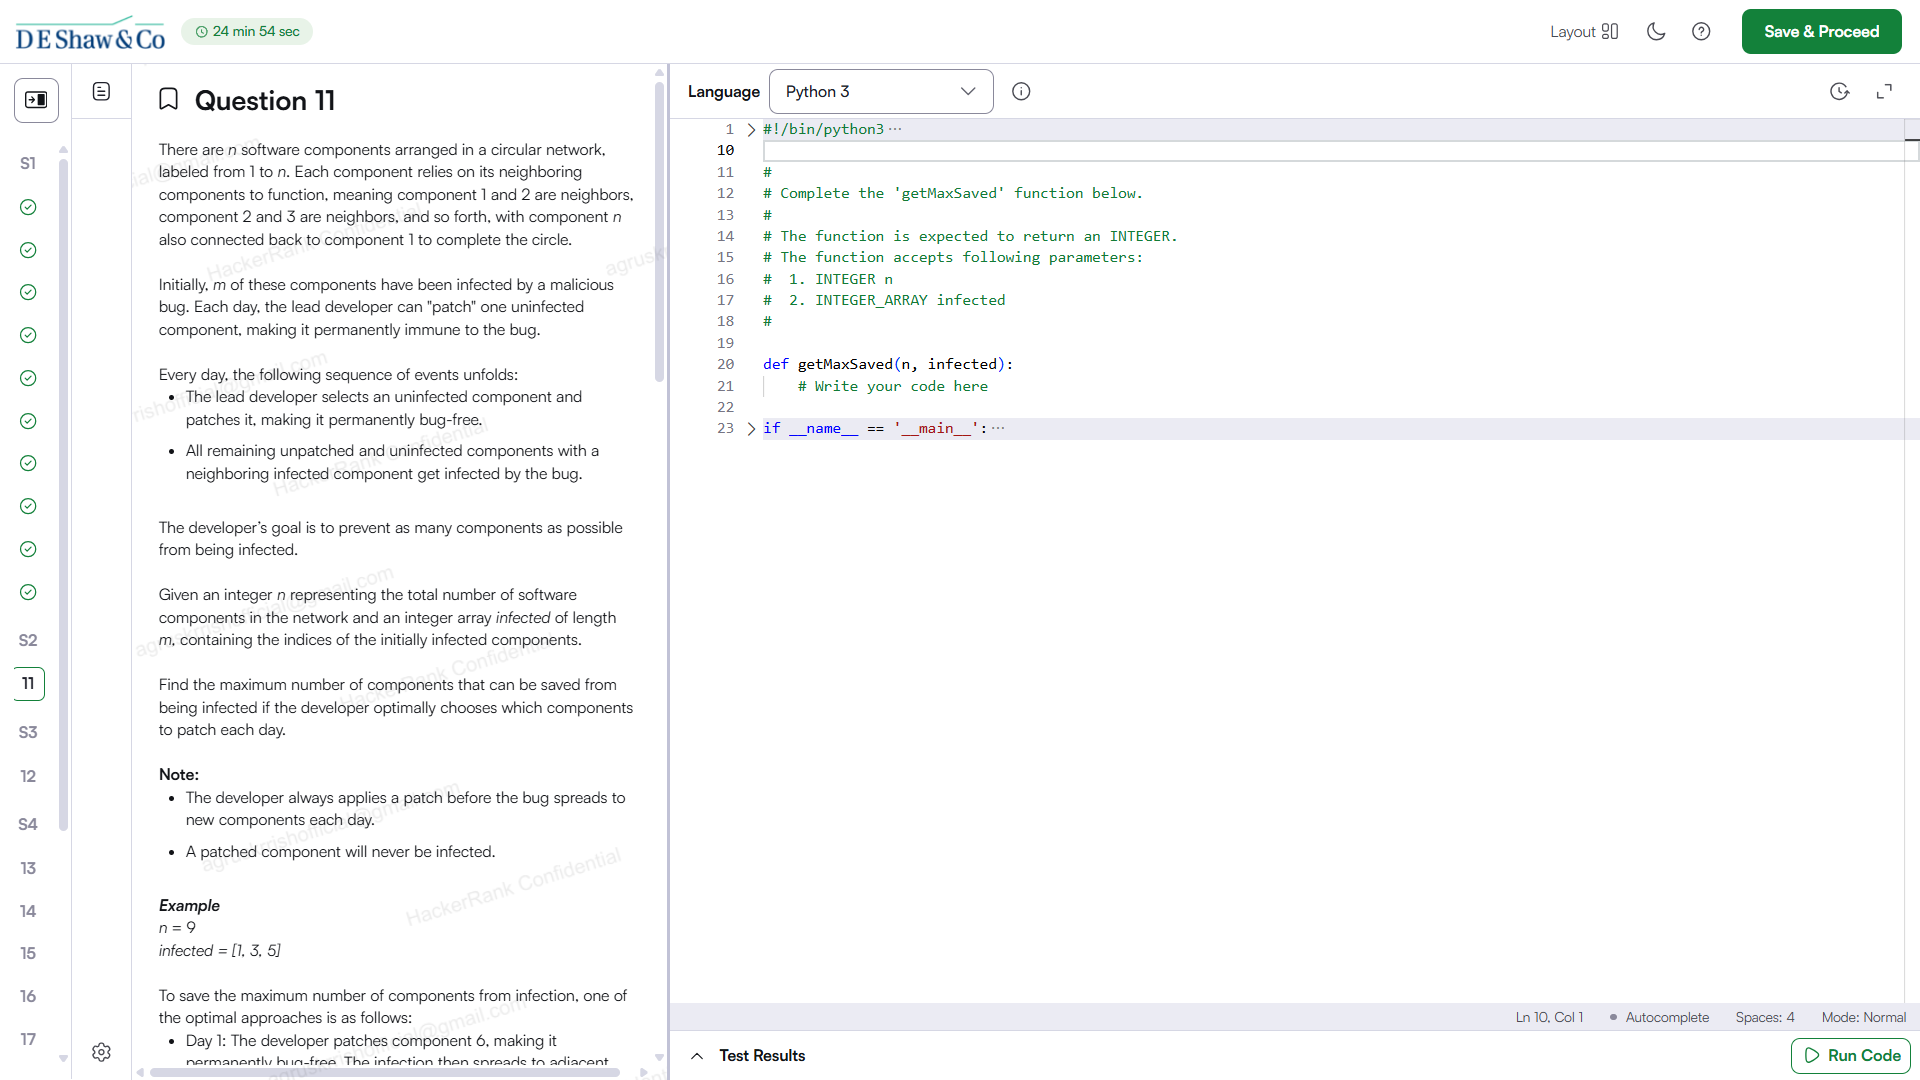 DE Shaw & Co
24 min 54 sec
Layout
Save & Proceed
S1
S2
11
S3
12
S4
13
14
15
16
17
Question 11
There are n software components arranged in a circular network,
labeled from 1 to n. Each component relies on its neighboring
components to function, meaning component 1 and 2 are neighbors,
component 2 and 3 are neighbors, and so forth, with component n
also connected back to component 1 to complete the circle.
Initially, m of these components have been infected by a malicious
bug. Each day, the lead developer can "patch" one uninfected
component, making it permanently immune to the bug.
Every day, the following sequence of events unfolds:
• The lead developer selects an uninfected component and
patches it, making it permanently bug-free.
• All remaining unpatched and uninfected components with a
neighboring infected component get infected by the bug.
The developer's goal is to prevent as many components as possible
from being infected.
Given an integer n representing the total number of software
components in the network and an integer array infected of length
m, containing the indices of the initially infected components.
Find the maximum number of components that can be saved from
being infected if the developer optimally chooses which components
to patch each day.
Note:
• The developer always applies a patch before the bug spreads to
new components each day.
• A patched component will never be infected.
Example
n = 9
infected = [1, 3, 5]
To save the maximum number of components from infection, one of
the optimal approaches is as follows:
• Day 1: The developer patches component 6, making it
permanently bug-free. The infection then spreads to adjacent
HackerRank Confidential
HackerRank Confidential
HackerRank Confidential
HackerRank Confidential
Language
Python 3
1 #!/bin/python3 ···
10
11 #
12 # Complete the 'getMaxSaved' function below.
13 #
14 # The function is expected to return an INTEGER.
15 # The function accepts following parameters:
16 #  1. INTEGER n
17 #  2. INTEGER_ARRAY infected
18 #
19
20 def getMaxSaved(n, infected):
21     # Write your code here
22
23 if __name__ == '__main__': ···
Ln 10, Col 1
Autocomplete
Spaces: 4
Mode: Normal
Test Results
Run Code